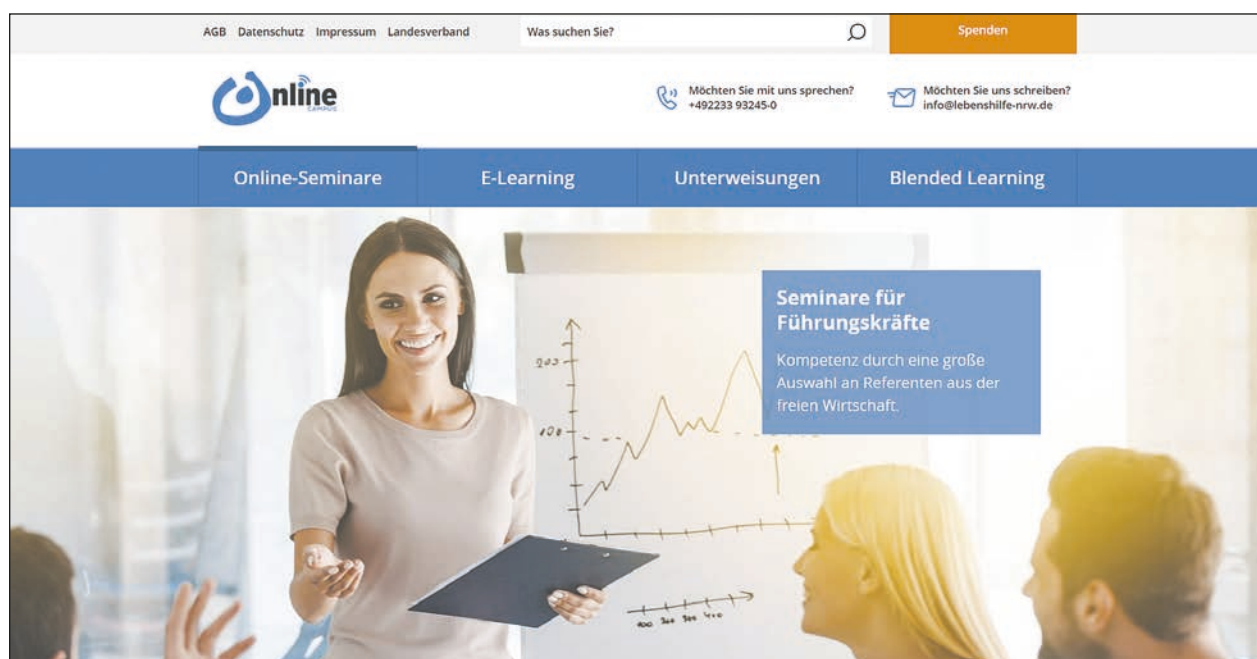 AGB Datenschutz Impressum Landesverband
Was suchen Sie?
Spenden
Online
CAMPUS
Möchten Sie mit uns sprechen?
+492233 93245-0
Möchten Sie uns schreiben?
info@lebenshilfe-nrw.de
Online-Seminare E-Learning Unterweisungen Blended Learning
Seminare für
Führungskräfte
Kompetenz durch eine große
Auswahl an Referenten aus der
freien Wirtschaft.
100